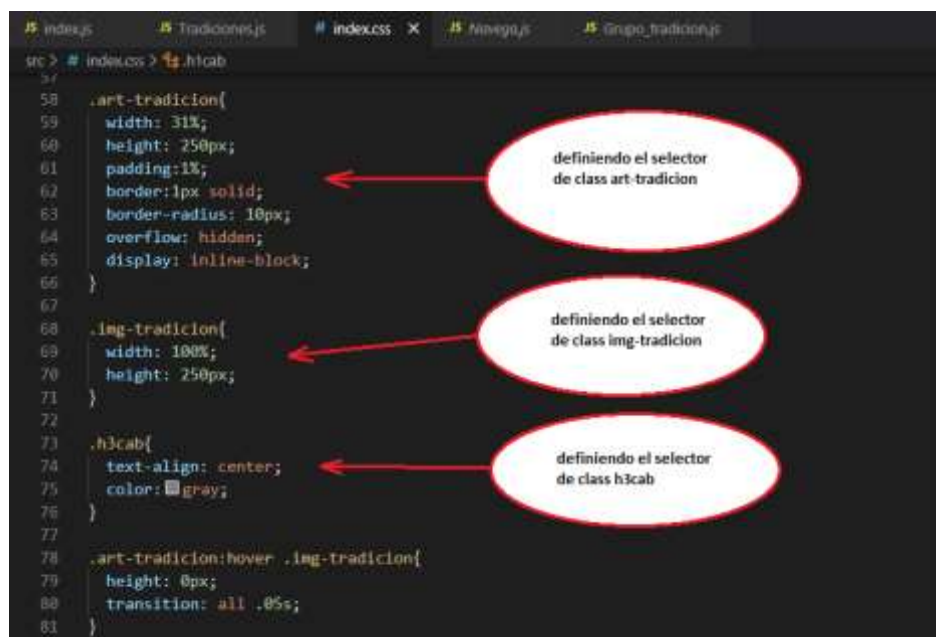 JS index.js JS Tradiciones.js # index.css X JS Navego.js JS Grupo_tradicion.js
src > # index.css > .h1cab
57
58 .art-tradicion{
59 width: 31%;
60 height: 250px;
61 padding:1%;
62 border:1px solid;
63 border-radius: 10px;
64 overflow: hidden;
65 display: inline-block;
66 }
67
68 .img-tradicion{
69 width: 100%;
70 height: 250px;
71 }
72
73 .h3cab{
74 text-align: center;
75 color: gray;
76 }
77
78 .art-tradicion:hover .img-tradicion{
79 height: 0px;
80 transition: all .05s;
81 }
definiendo el selector
de class art-tradicion
definiendo el selector
de class img-tradicion
definiendo el selector
de class h3cab